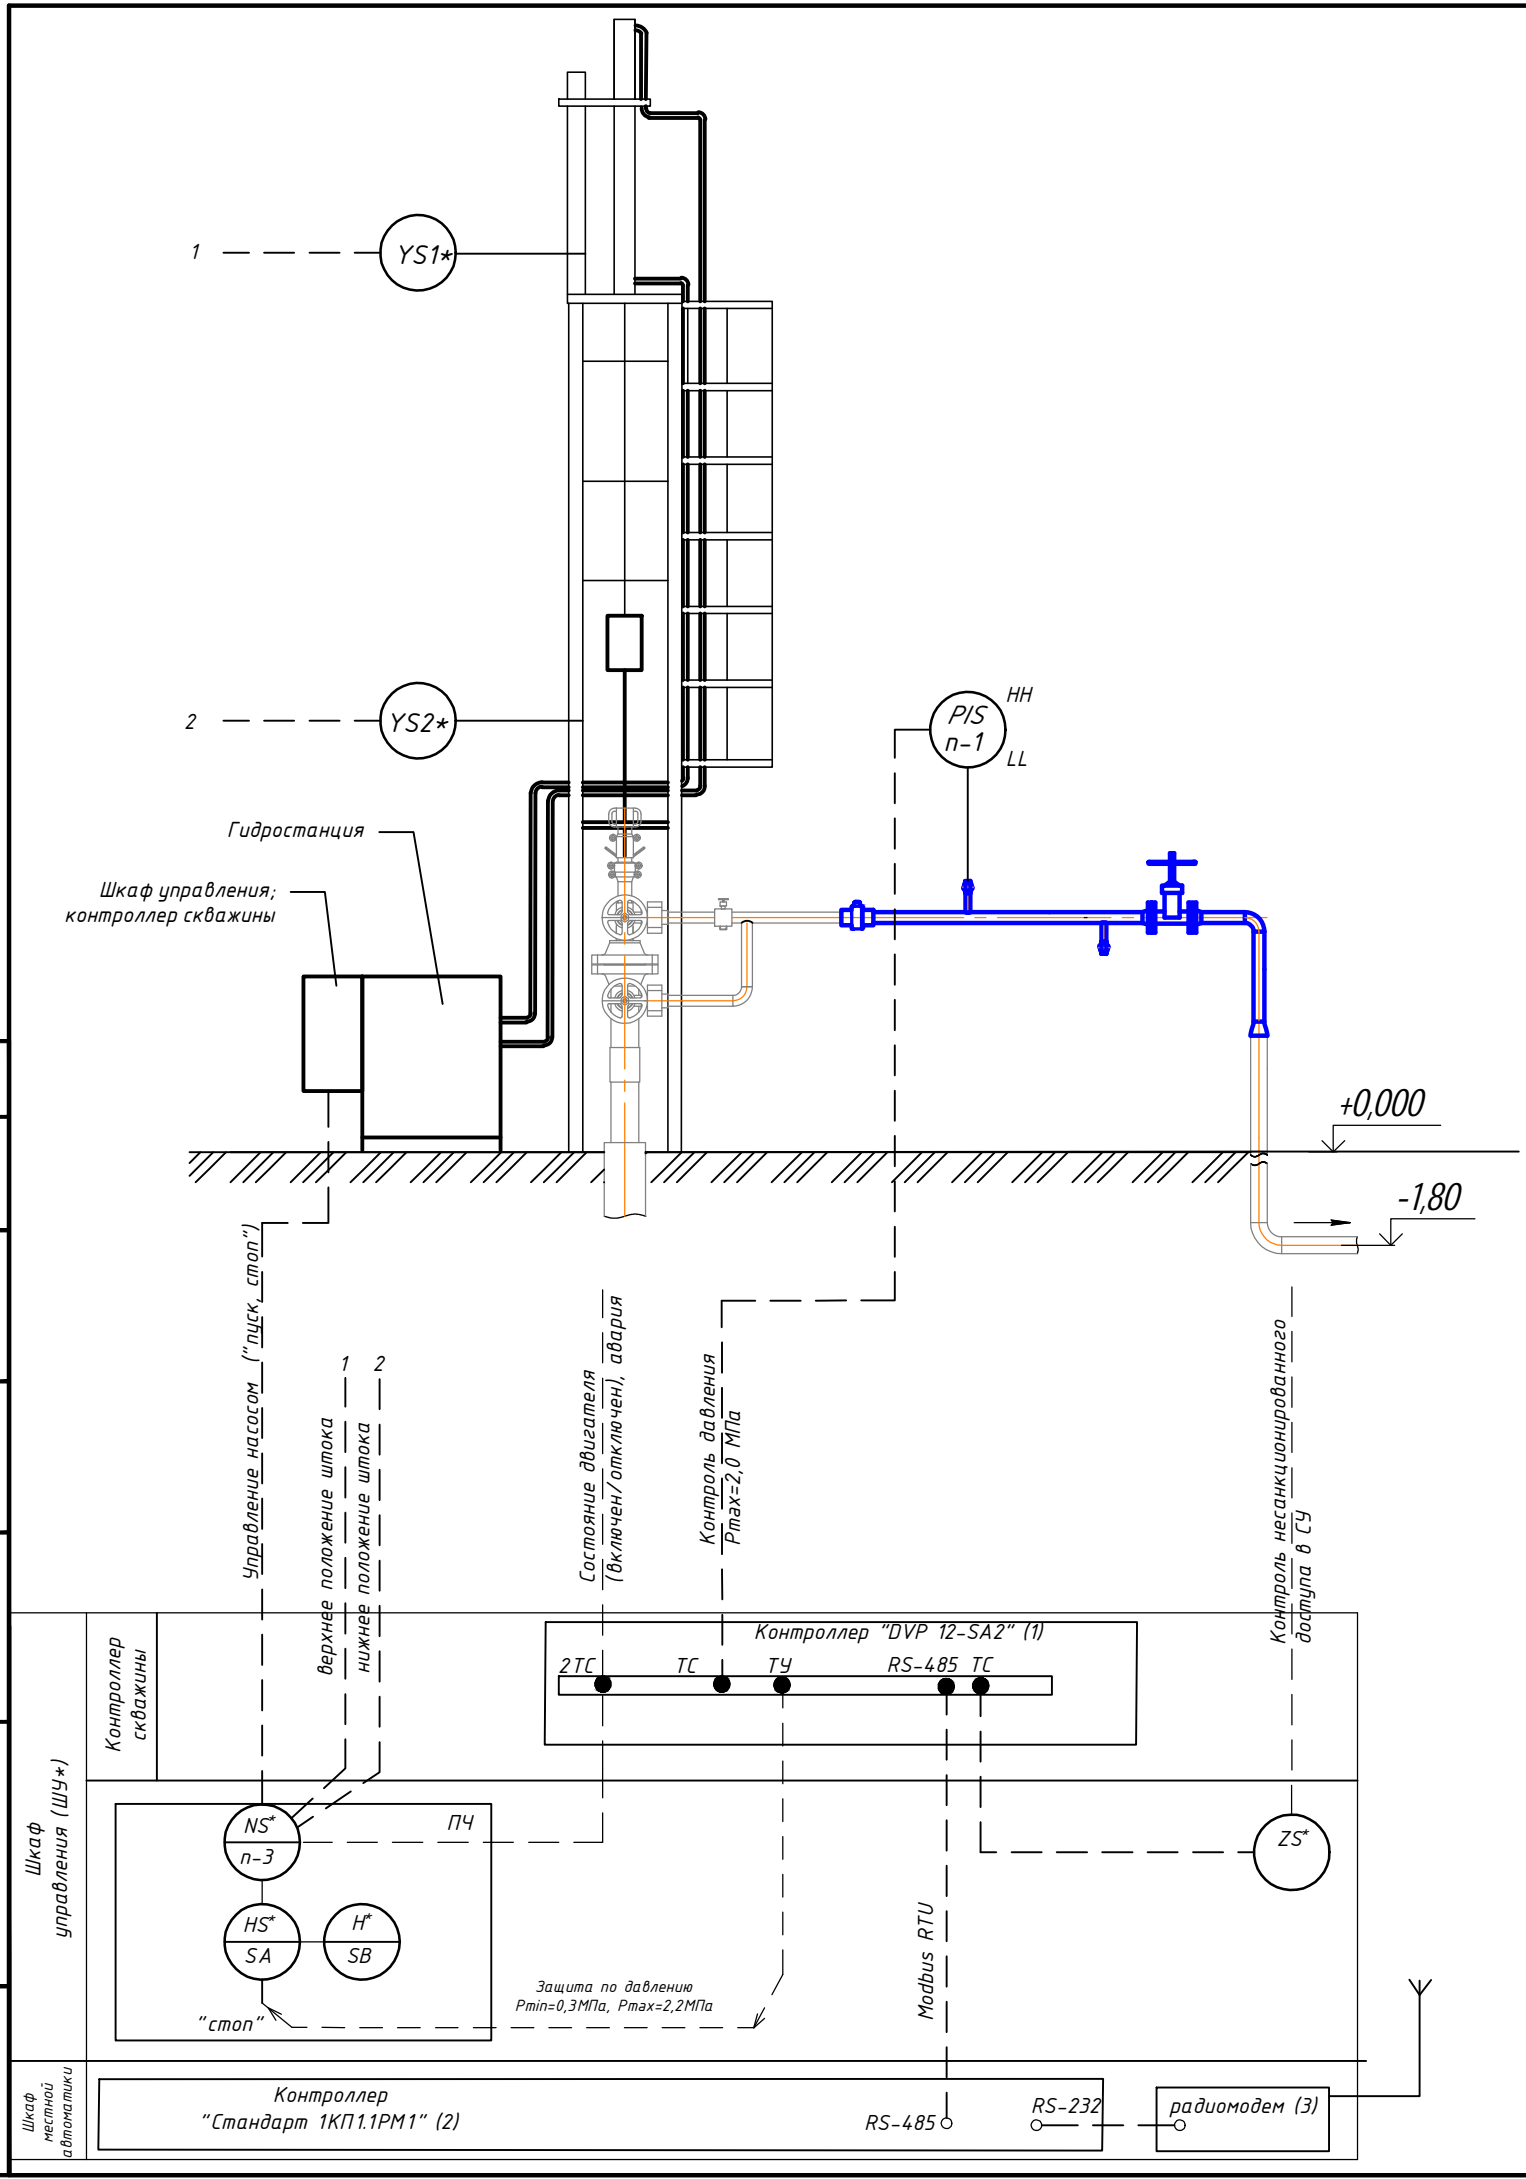 1
YS1*
2
YS2*
PIS
n-1
HH
LL
Гидростанция
Шкаф управления;
контроллер скважины
+0,000
-1,80
Управление насосом ("пуск, стоп")
1
2
Верхнее положение штока
нижнее положение штока
Состояние двигателя
(включен/отключен), авария
Контроль давления
Pmax=2,0 МПа
Контроль несанкционированного
доступа в СУ
Шкаф
управления (ШУ*)
Контроллер
скважины
Контроллер "DVP 12-SA2" (1)
2ТС
ТС
ТУ
RS-485
ТС
NS*
n-3
ПЧ
HS*
SA
H*
SB
"стоп"
Защита по давлению
Pmin=0,3МПа, Pmax=2,2МПа
Modbus RTU
ZS*
Шкаф
местной
автоматики
Контроллер
"Стандарт 1КП1.1РМ1" (2)
RS-485
RS-232
радиомодем (3)